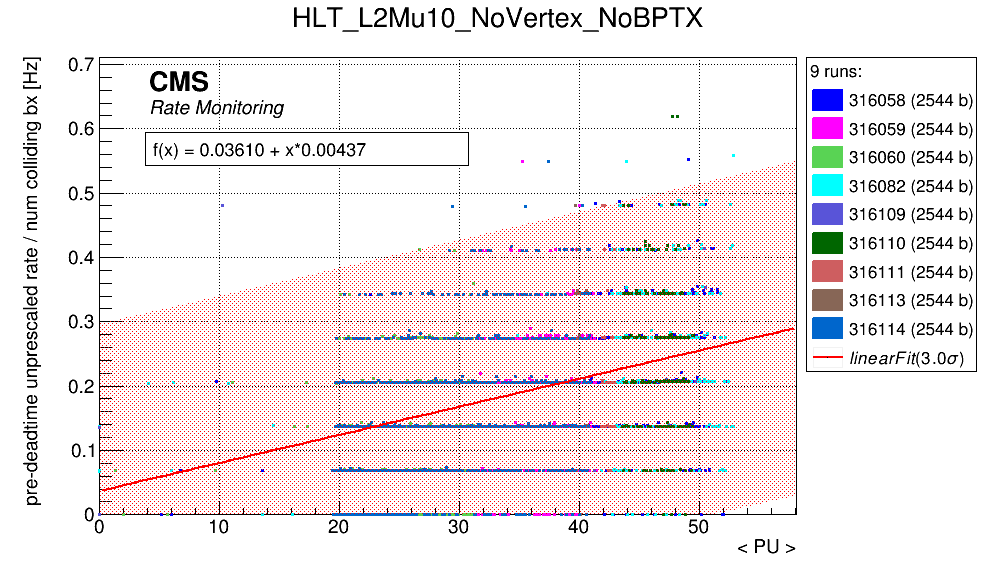 HLT_L2Mu10_NoVertex_NoBPTX
pre-deadtime unprescaled rate / num colliding bx [Hz]
0.7
0.6
0.5
0.4
0.3
0.2
0.1
0
CMS
Rate Monitoring
f(x) = 0.03610 + x*0.00437
0 10 20 30 40 50
< PU >
9 runs:
316058 (2544 b)
316059 (2544 b)
316060 (2544 b)
316082 (2544 b)
316109 (2544 b)
316110 (2544 b)
316111 (2544 b)
316113 (2544 b)
316114 (2544 b)
linearFit(3.0σ)